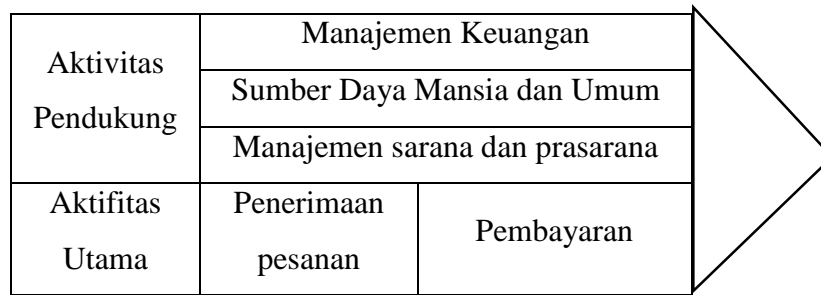 Aktivitas
Pendukung
Manajemen Keuangan
Sumber Daya Mansia dan Umum
Manajemen sarana dan prasarana
Aktifitas
Utama
Penerimaan
pesanan
Pembayaran